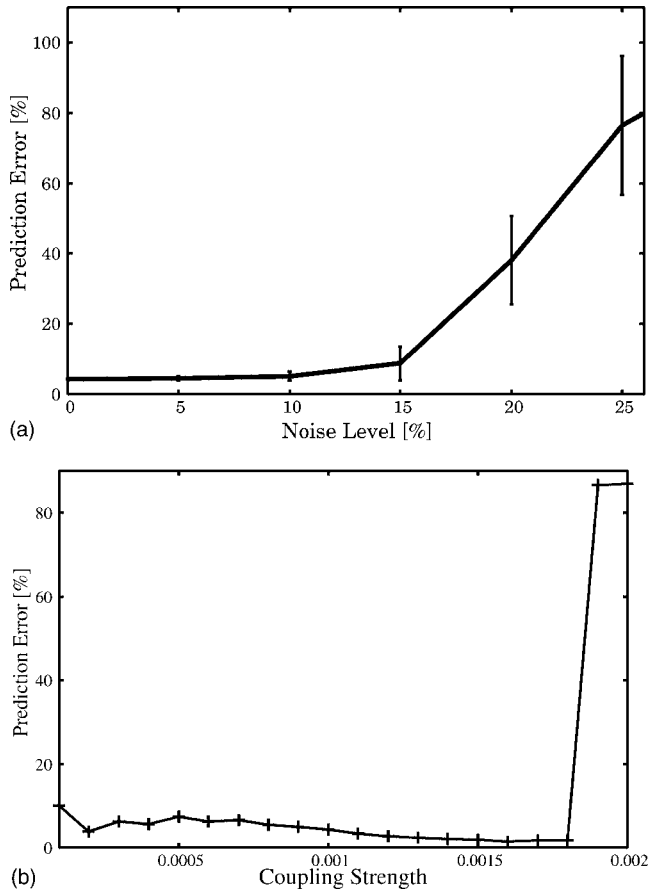 100
80
60
40
20
0
Prediction Error [%]
0 5 10 15 20 25
(a) Noise Level [%]
80
60
40
20
0
Prediction Error [%]
0.0005 0.001 0.0015 0.002
(b) Coupling Strength